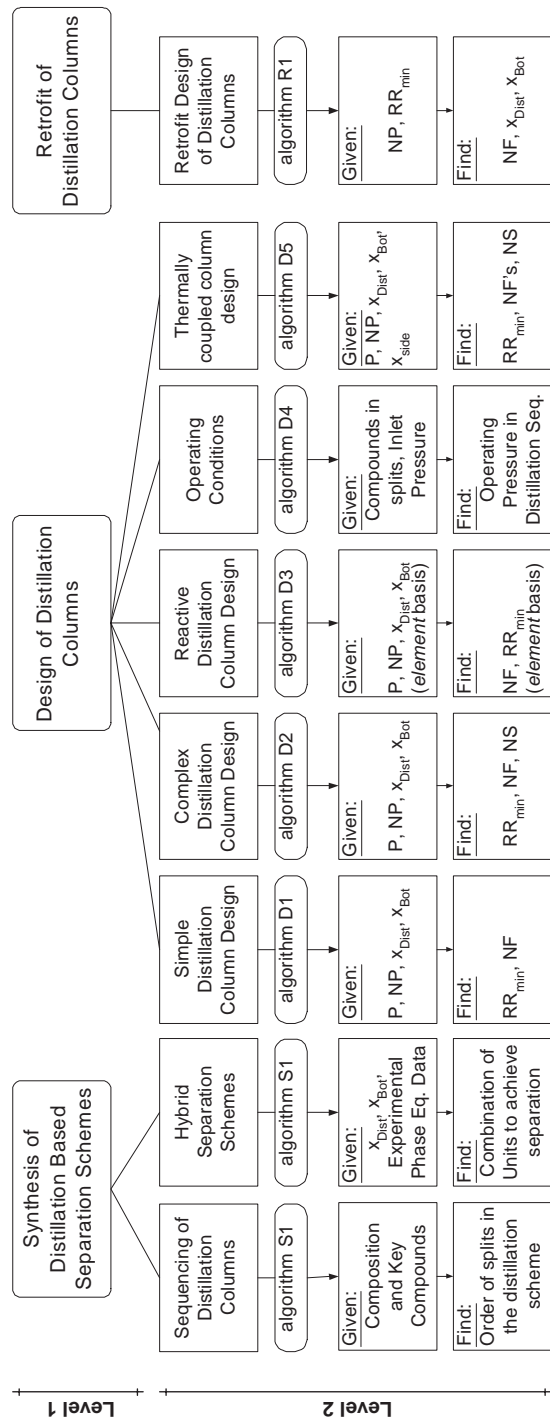 Level 1
Synthesis of
Distillation Based
Separation Schemes
Design of Distillation
Columns
Retrofit of
Distillation Columns
Level 2
Sequencing of
Distillation
Columns
algorithm S1
Given:
Composition
and Key
Compounds
Find:
Order of splits in
the distillation
scheme
Hybrid
Separation
Schemes
algorithm S1
Given:
xDist, xBot,
Experimental
Phase Eq. Data
Find:
Combination of
Units to achieve
separation
Simple
Distillation
Column Design
algorithm D1
Given:
P, NP, xDist, xBot
Find:
RRmin, NF
Complex
Distillation
Column Design
algorithm D2
Given:
P, NP, xDist, xBot
Find:
RRmin, NF, NS
Reactive
Distillation
Column Design
algorithm D3
Given:
P, NP, xDist, xBot
(element basis)
Find:
NF, RRmin
(element basis)
Operating
Conditions
algorithm D4
Given:
Compounds in
splits, Inlet
Pressure
Find:
Operating
Pressure in
Distillation Seq.
Thermally
coupled column
design
algorithm D5
Given:
P, NP, xDist, xBot,
xside
Find:
RRmin, NF's, NS
Retrofit Design
of Distillation
Columns
algorithm R1
Given:
NP, RRmin
Find:
NF, xDist, xBot